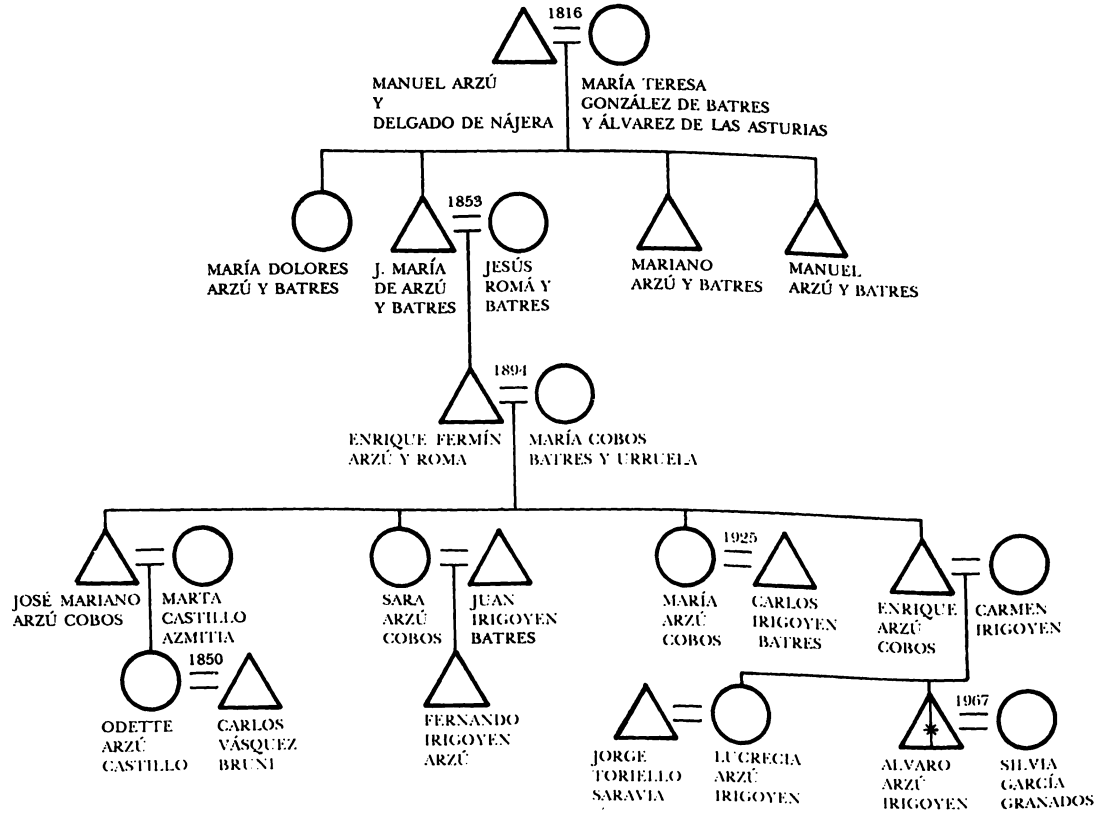 1816
MANUEL ARZÚ
Y
DELGADO DE NÁJERA
MARÍA TERESA
GONZÁLEZ DE BATRES
Y ÁLVAREZ DE LAS ASTURIAS
MARÍA DOLORES
ARZÚ Y BATRES
J. MARÍA
DE ARZÚ
Y BATRES
1853
JESÚS
ROMÁ Y
BATRES
MARIANO
ARZÚ Y BATRES
MANUEL
ARZÚ Y BATRES
1894
ENRIQUE FERMÍN
ARZÚ Y ROMA
MARÍA COBOS
BATRES Y URRUELA
JOSÉ MARIANO
ARZÚ COBOS
MARTA
CASTILLO
AZMITIA
SARA
ARZÚ
COBOS
JUAN
IRIGOYEN
BATRES
MARÍA
ARZÚ
COBOS
1925
CARLOS
IRIGOYEN
BATRES
ENRIQUE
ARZÚ
COBOS
CARMEN
IRIGOYEN
ODETTE
ARZÚ
CASTILLO
1850
CARLOS
VÁSQUEZ
BRUNI
FERNANDO
IRIGOYEN
ARZÚ
JORGE
TORIELLO
SARAVIA
LUCRECIA
ARZÚ
IRIGOYEN
ALVARO
ARZÚ
IRIGOYEN
1967
SILVIA
GARCÍA
GRANADOS